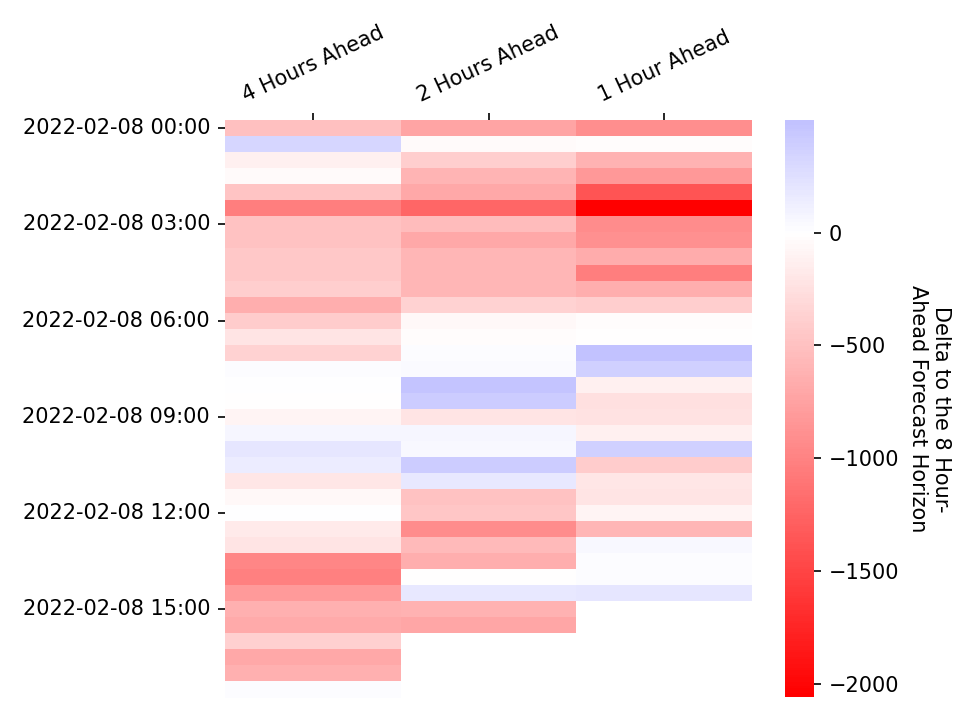 4 Hours Ahead
2 Hours Ahead
1 Hour Ahead
2022-02-08 00:00
2022-02-08 03:00
2022-02-08 06:00
2022-02-08 09:00
2022-02-08 12:00
2022-02-08 15:00
0
−500
−1000
−1500
−2000
Delta to the 8 Hour-
Ahead Forecast Horizon